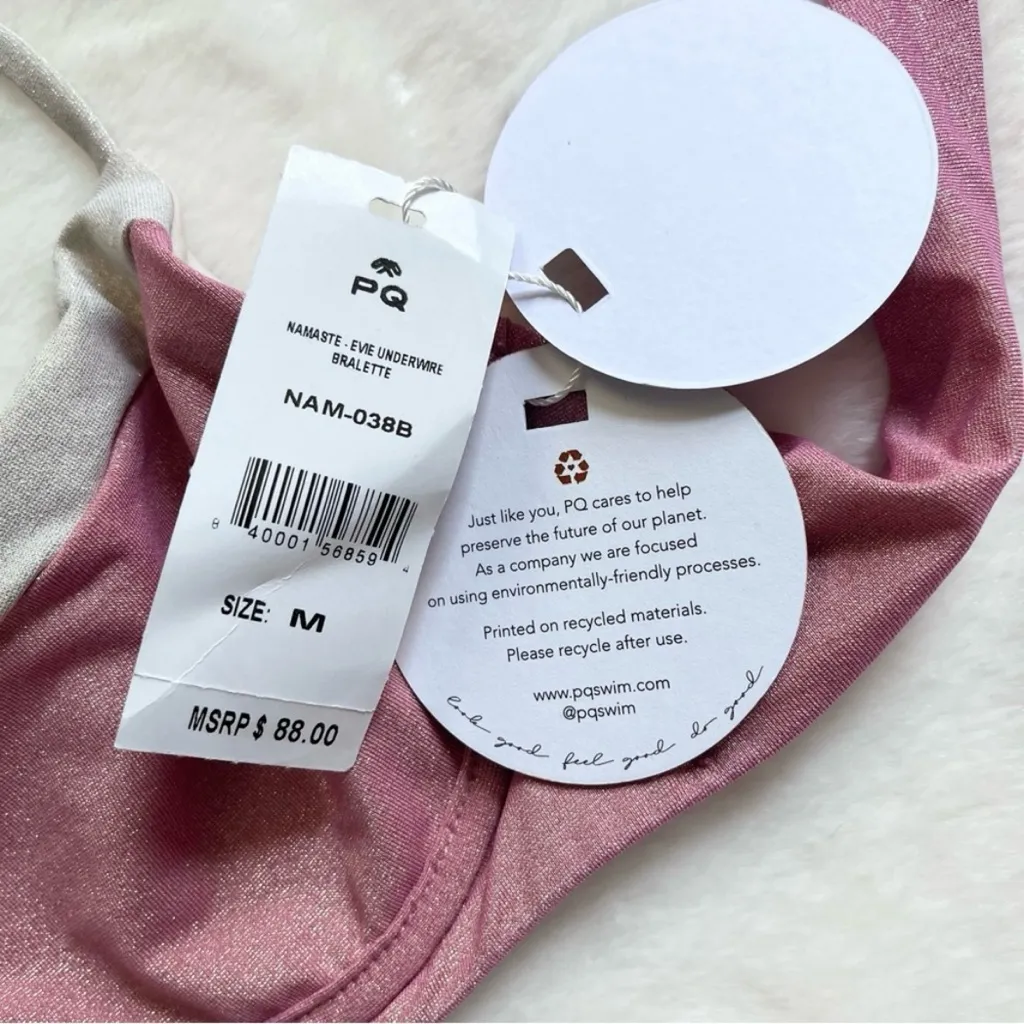 PQ
NAMASTE - EVIE UNDERWIRE
BRALETTE
NAM-038B
8 40001 56859 4
SIZE: M
MSRP $ 88.00
Just like you, PQ cares to help
preserve the future of our planet.
As a company we are focused
on using environmentally-friendly processes.
Printed on recycled materials.
Please recycle after use.
www.pqswim.com
@pqswim
look good feel good do good